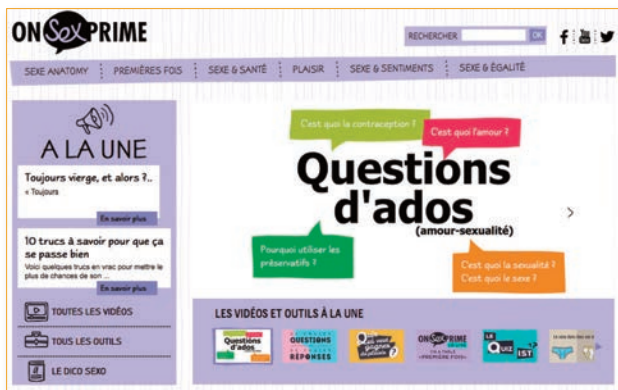 ONSexPRIME
RECHERCHER OK
SEXE ANATOMY PREMIÈRES FOIS SEXE & SANTÉ PLAISIR SEXE & SENTIMENTS SEXE & ÉGALITÉ
A LA UNE
Toujours vierge, et alors ?..
« Toujours
En savoir plus
10 trucs à savoir pour que ça
se passe bien
Voici quelques trucs en vrac pour mettre le
plus de chances de son ...
En savoir plus
TOUTES LES VIDÉOS
TOUS LES OUTILS
LE DICO SEXO
C'est quoi la contraception ?
C'est quoi l'amour ?
Questions
d'ados
(amour-sexualité)
Pourquoi utiliser les
préservatifs ?
C'est quoi la sexualité ?
C'est quoi le sexe ?
LES VIDÉOS ET OUTILS À LA UNE
Questions
d'ados
QUESTIONS
RÉPONSES
ONSexPRIME
«PREMIÈRE FOIS»
LE
QUIZ
IST